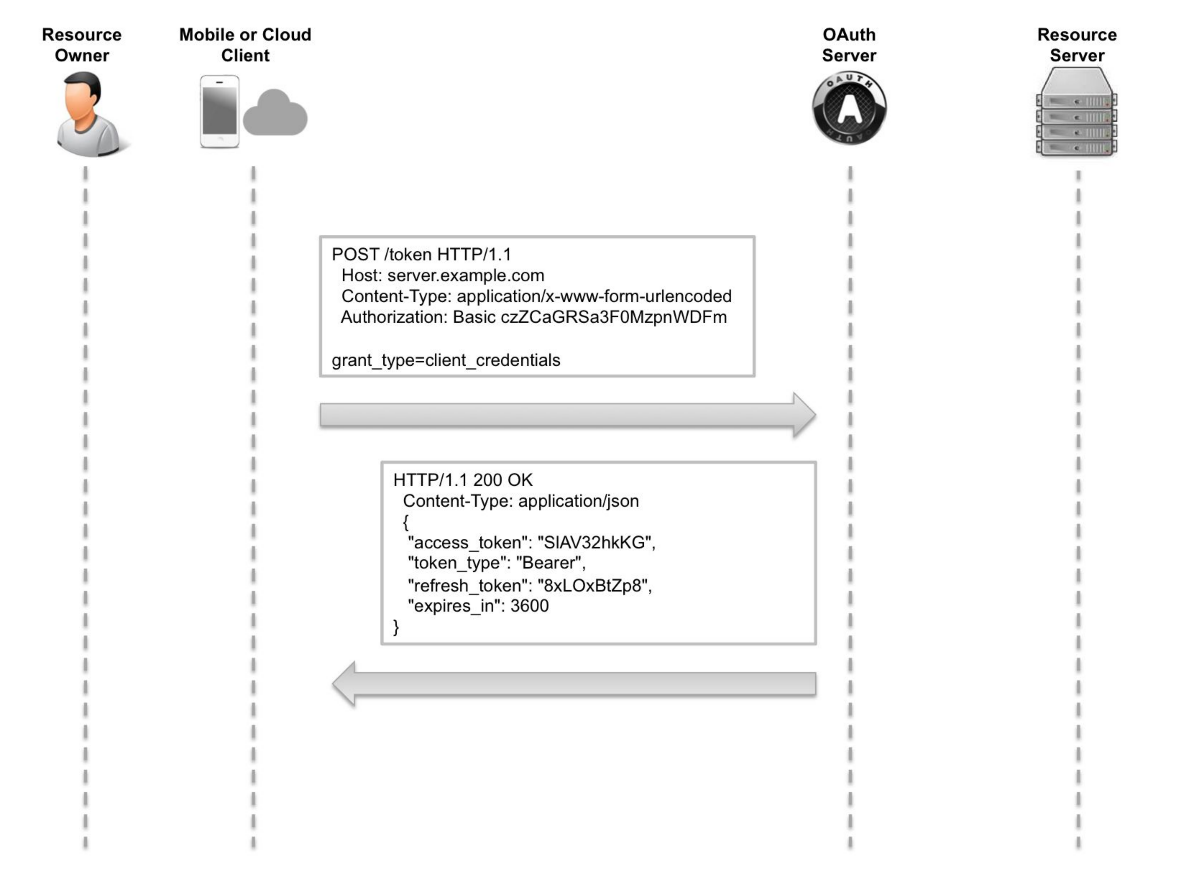 Resource
Owner
Mobile or Cloud
Client
OAuth
Server
Resource
Server
OAUTH
A
AUTH
POST /token HTTP/1.1
Host: server.example.com
Content-Type: application/x-www-form-urlencoded
Authorization: Basic czZCaGRSa3F0MzpnWDFm
grant_type=client_credentials
HTTP/1.1 200 OK
Content-Type: application/json
{
"access_token": "SlAV32hkKG",
"token_type": "Bearer",
"refresh_token": "8xLOxBtZp8",
"expires_in": 3600
}